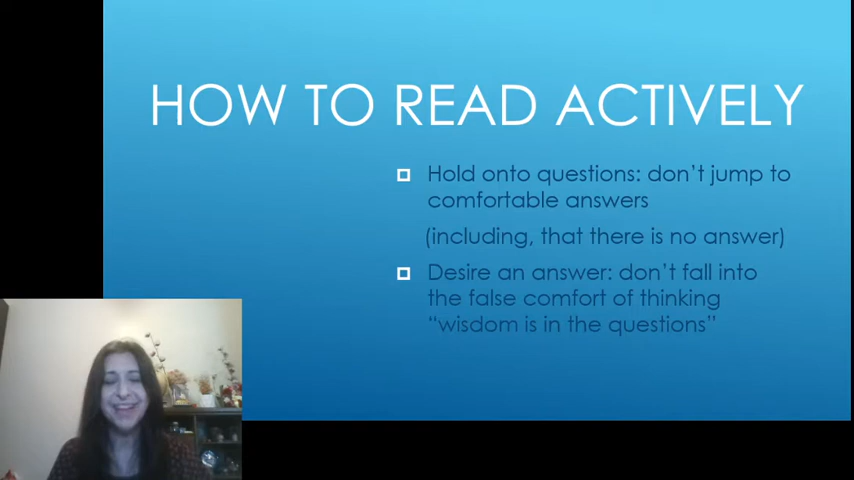 HOW TO READ ACTIVELY
Hold onto questions: don't jump to
comfortable answers
(including, that there is no answer)
Desire an answer: don't fall into
the false comfort of thinking
“wisdom is in the questions”